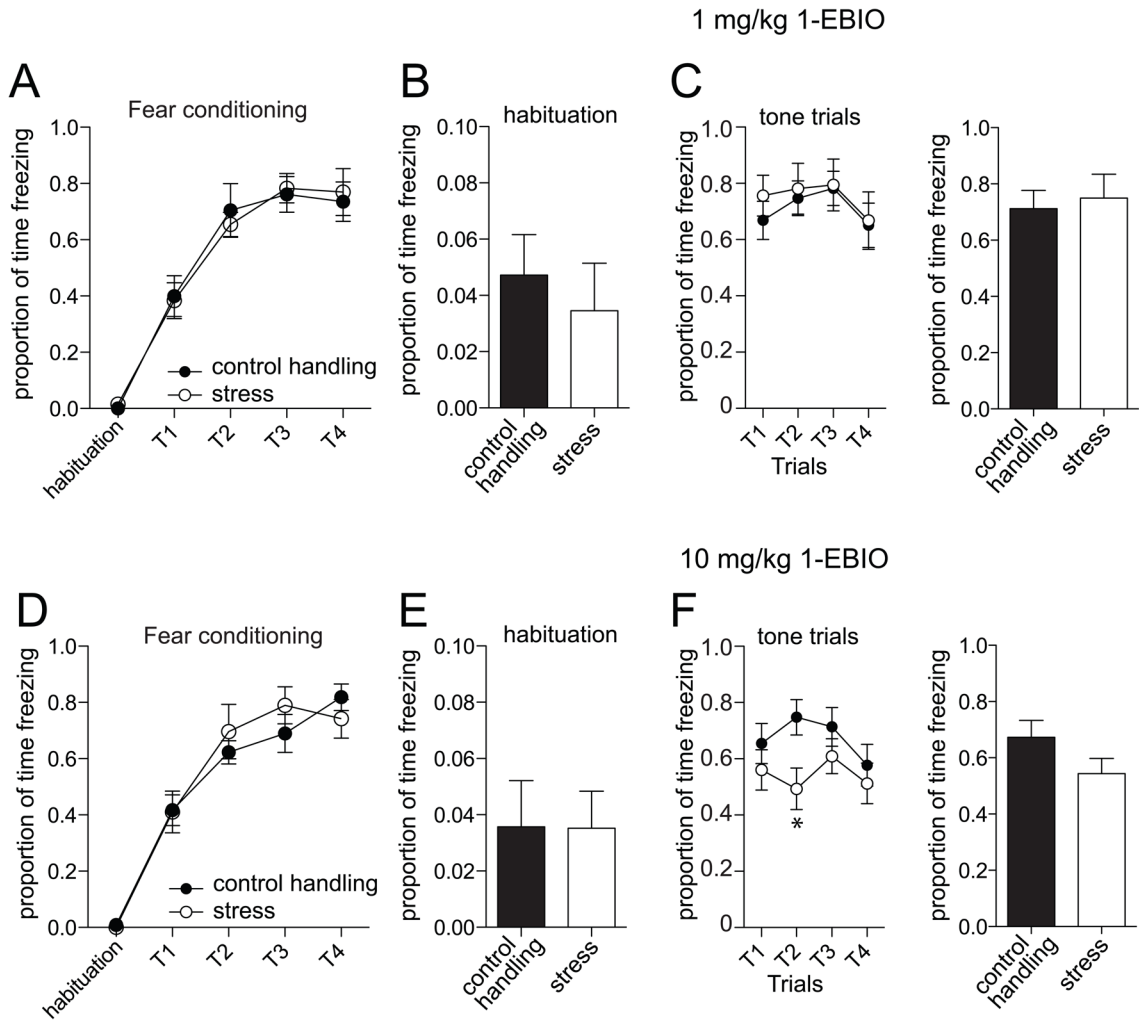 1 mg/kg 1-EBIO
A
Fear conditioning
proportion of time freezing
1.0
0.8
0.6
0.4
0.2
0.0
control handling
stress
habituation
T1
T2
T3
T4
B
habituation
proportion of time freezing
0.10
0.08
0.06
0.04
0.02
0.00
control
handling
stress
C
tone trials
proportion of time freezing
1.0
0.8
0.6
0.4
0.2
0
T1
T2
T3
T4
Trials
proportion of time freezing
1.0
0.8
0.6
0.4
0.2
0.0
control
handling
stress
10 mg/kg 1-EBIO
D
Fear conditioning
proportion of time freezing
1.0
0.8
0.6
0.4
0.2
0.0
control handling
stress
habituation
T1
T2
T3
T4
E
habituation
proportion of time freezing
0.10
0.08
0.06
0.04
0.02
0.00
control
handling
stress
F
tone trials
proportion of time freezing
1.0
0.8
0.6
0.4
0.2
0
*
T1
T2
T3
T4
Trials
proportion of time freezing
1.0
0.8
0.6
0.4
0.2
0.0
control
handling
stress